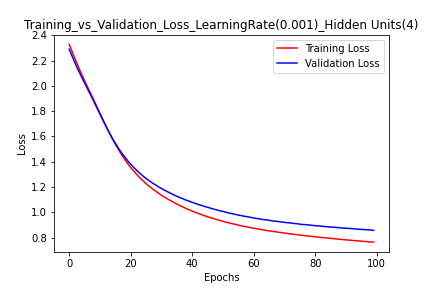 Training_vs_Validation_Loss_LearningRate(0.001)_Hidden Units(4)
2.4
2.2
2.0
1.8
1.6
1.4
1.2
1.0
0.8
Loss
Training Loss
Validation Loss
0 20 40 60 80 100
Epochs